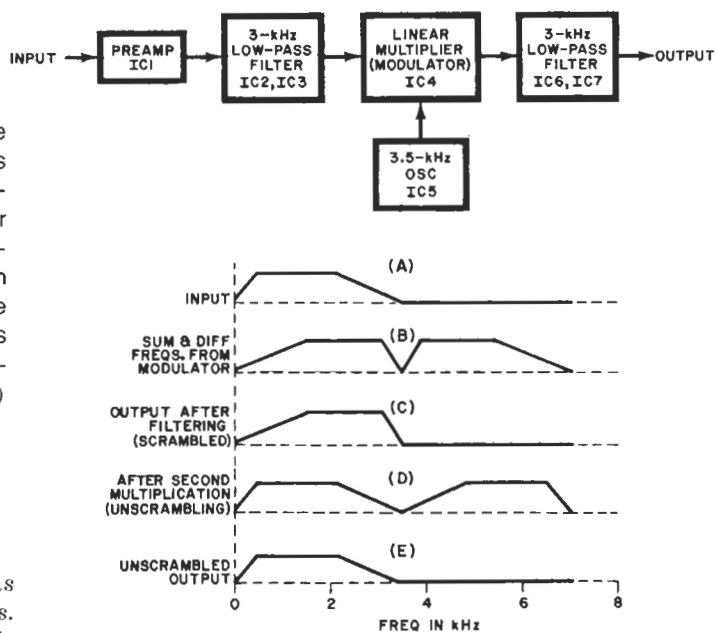 INPUT
PREAMP
IC1
3-kHz
LOW-PASS
FILTER
IC2, IC3
LINEAR
MULTIPLIER
(MODULATOR)
IC4
3-kHz
LOW-PASS
FILTER
IC6, IC7
OUTPUT
3.5-kHz
OSC
IC5
e
s
-
r
-
n
e
s
-
)
(A)
INPUT
(B)
SUM & DIFF
FREQS. FROM
MODULATOR
(C)
OUTPUT AFTER
FILTERING
(SCRAMBLED)
(D)
AFTER SECOND
MULTIPLICATION
(UNSCRAMBLING)
(E)
UNSCRAMBLED
OUTPUT
0 2 4 6 8
FREQ IN kHz
as
s.